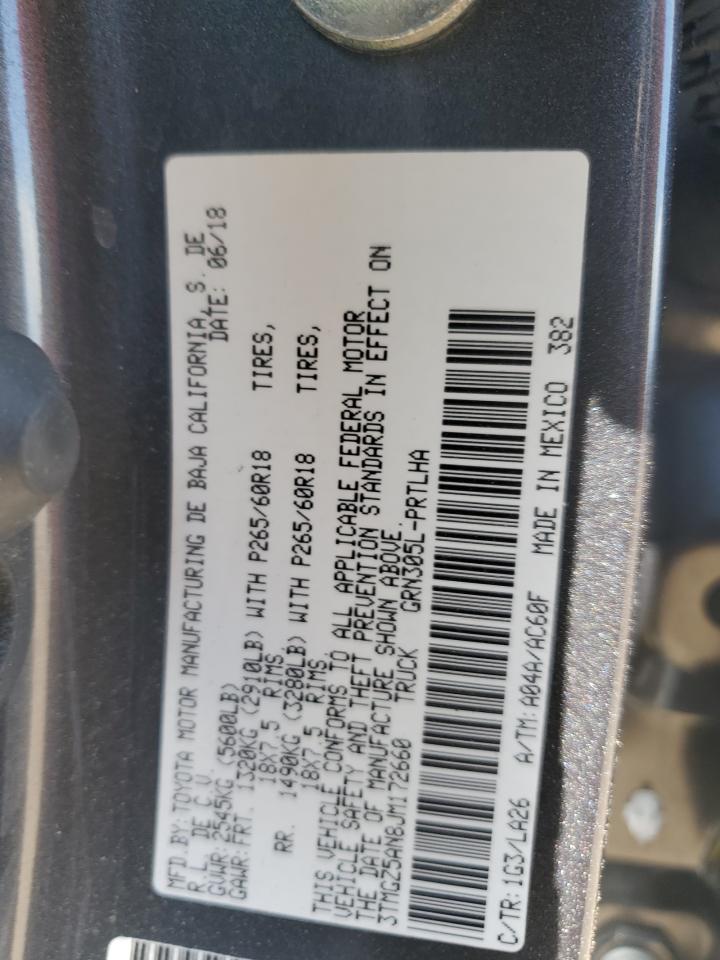 MFD.BY: TOYOTA MOTOR MANUFACTURING DE BAJA CALIFORNIA, S. DE
R. L. DE C. V. DATE: 06/18
GVWR: 2545KG (5600LB)
GAWR: FRT. 1320KG (2910LB) WITH P265/60R18 TIRES,
18X7.5 RIMS
RR. 1490KG (3280LB) WITH P265/60R18 TIRES,
18X7.5 RIMS.
THIS VEHICLE CONFORMS TO ALL APPLICABLE FEDERAL MOTOR
VEHICLE SAFETY AND THEFT PREVENTION STANDARDS IN EFFECT ON
THE DATE OF MANUFACTURE SHOWN ABOVE.
3TMGZ5AN8JM172660 TRUCK GRN305L-PRTLHA
C/TR: 1G3/LA26 A/TM: A04A/AC60F MADE IN MEXICO 382